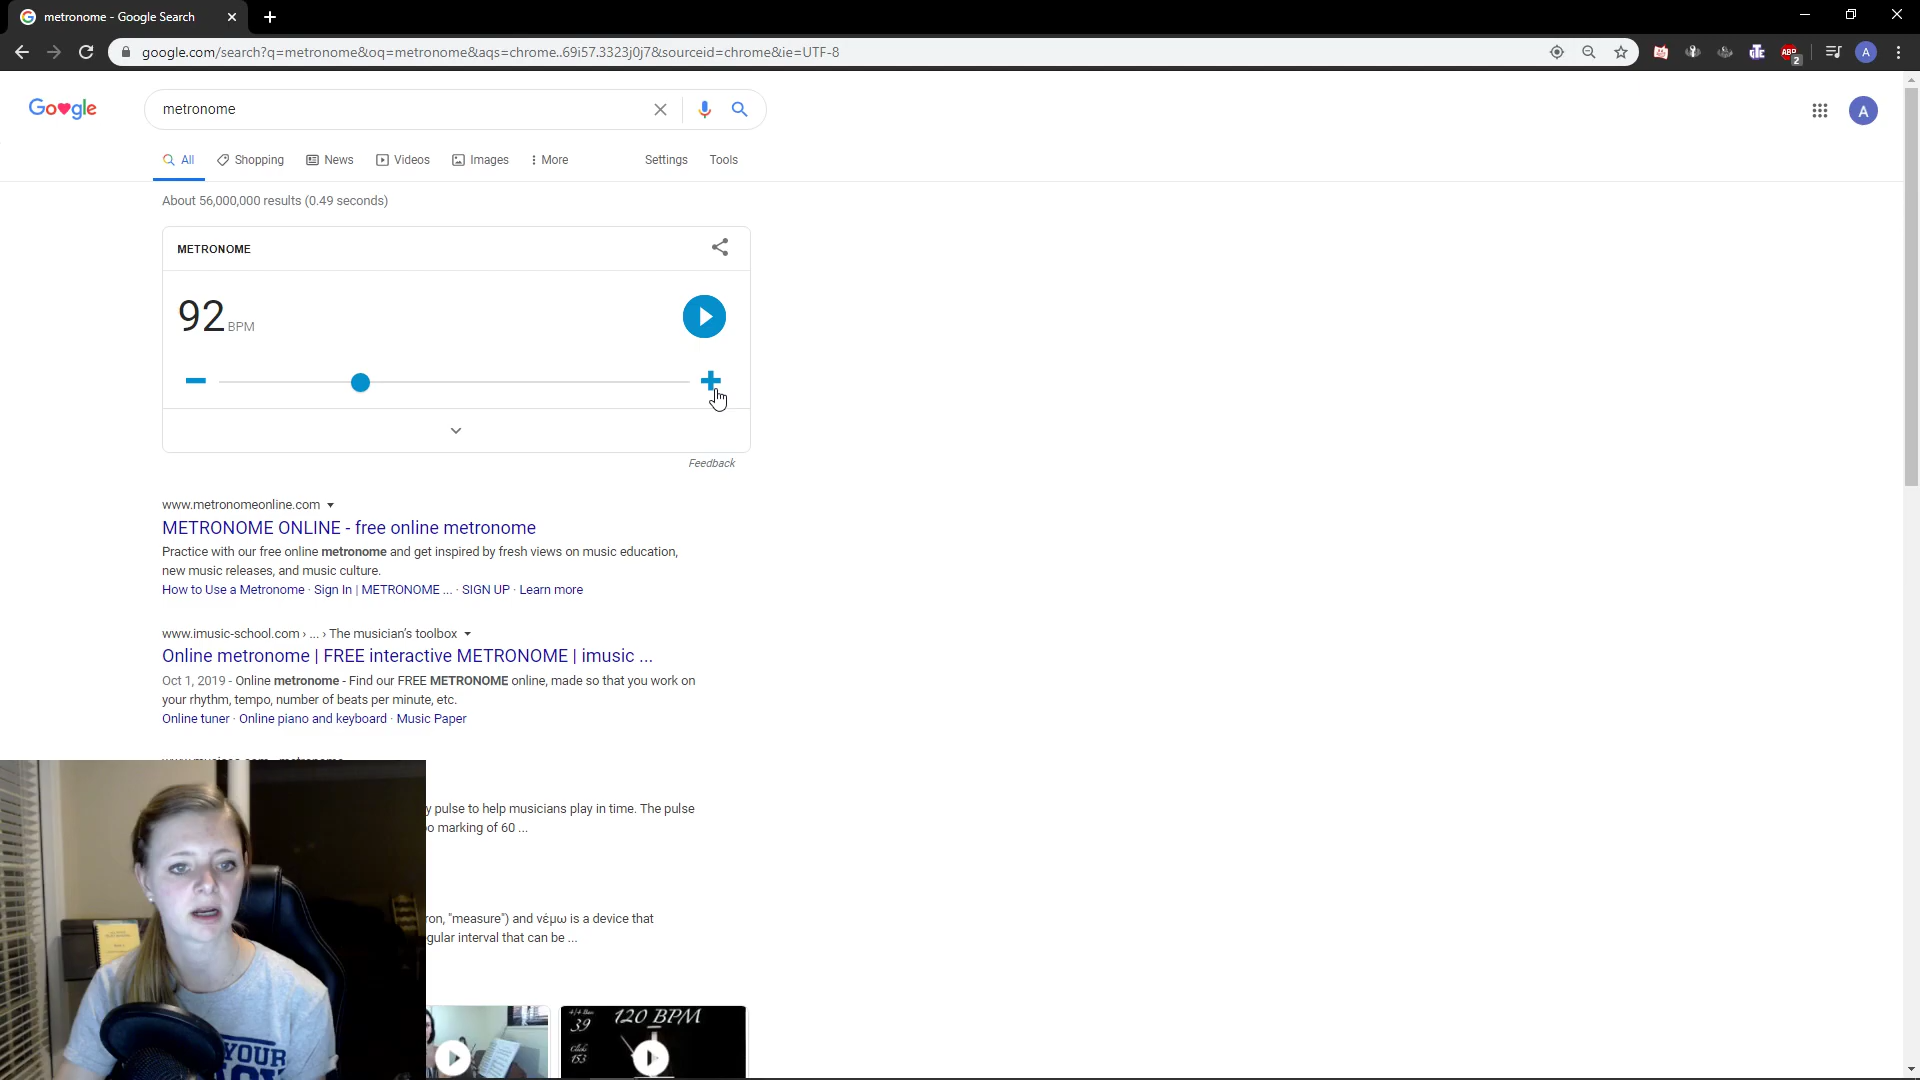 metronome - Google Search
google.com/search?q=metronome&oq=metronome&aqs=chrome..69i57.3323j0j7&sourceid=chrome&ie=UTF-8
ABP
2
A
Google
metronome
A
All
Shopping
News
Videos
Images
More
Settings
Tools
About 56,000,000 results (0.49 seconds)
METRONOME
92 BPM
Feedback
www.metronomeonline.com
METRONOME ONLINE - free online metronome
Practice with our free online metronome and get inspired by fresh views on music education,
new music releases, and music culture.
How to Use a Metronome · Sign In | METRONOME ... · SIGN UP · Learn more
www.imusic-school.com › ... › The musician's toolbox
Online metronome | FREE interactive METRONOME | imusic ...
Oct 1, 2019 - Online metronome - Find our FREE METRONOME online, made so that you work on
your rhythm, tempo, number of beats per minute, etc.
Online tuner · Online piano and keyboard · Music Paper
y pulse to help musicians play in time. The pulse
o marking of 60 ...
ron, "measure") and νέμω is a device that
gular interval that can be ...
120 BPM
39
153
YOUR